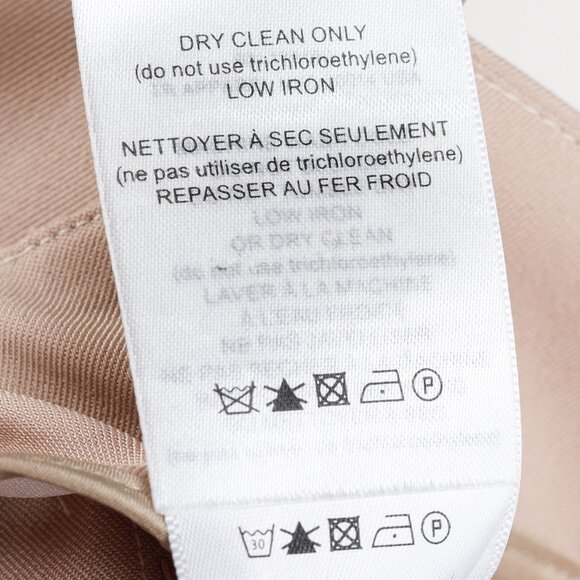 DRY CLEAN ONLY
(do not use trichloroethylene)
LOW IRON
NETTOYER À SEC SEULEMENT
(ne pas utiliser de trichloroethylene)
REPASSER AU FER FROID
LOW IRON
OR DRY CLEAN
(do not use trichloroethylene)
LAVER À LA MACHINE
À L'EAU FROIDE
P
30
P